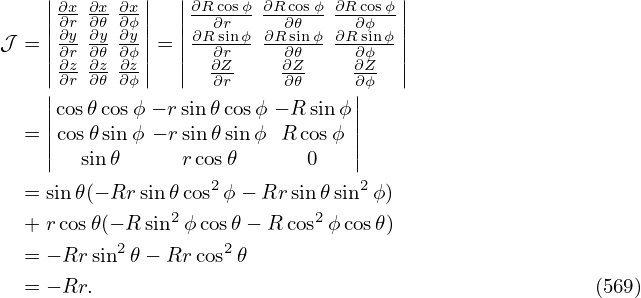 \mathcal{J} = \begin{vmatrix} \frac{\partial x}{\partial r} & \frac{\partial x}{\partial \theta} & \frac{\partial x}{\partial \phi} \\ \frac{\partial y}{\partial r} & \frac{\partial y}{\partial \theta} & \frac{\partial y}{\partial \phi} \\ \frac{\partial z}{\partial r} & \frac{\partial z}{\partial \theta} & \frac{\partial z}{\partial \phi} \end{vmatrix} = \begin{vmatrix} \frac{\partial R \cos\phi}{\partial r} & \frac{\partial R \cos\phi}{\partial \theta} & \frac{\partial R \cos\phi}{\partial \phi} \\ \frac{\partial R \sin\phi}{\partial r} & \frac{\partial R \sin\phi}{\partial \theta} & \frac{\partial R \sin\phi}{\partial \phi} \\ \frac{\partial Z}{\partial r} & \frac{\partial Z}{\partial \theta} & \frac{\partial Z}{\partial \phi} \end{vmatrix}
= \begin{vmatrix} \cos\theta\cos\phi & -r\sin\theta\cos\phi & -R\sin\phi \\ \cos\theta\sin\phi & -r\sin\theta\sin\phi & R\cos\phi \\ \sin\theta & r\cos\theta & 0 \end{vmatrix}
= \sin\theta(-Rr\sin\theta\cos^2\phi - Rr\sin\theta\sin^2\phi)
+ r\cos\theta(-R\sin^2\phi\cos\theta - R\cos^2\phi\cos\theta)
= -Rr\sin^2\theta - Rr\cos^2\theta
= -Rr. (569)